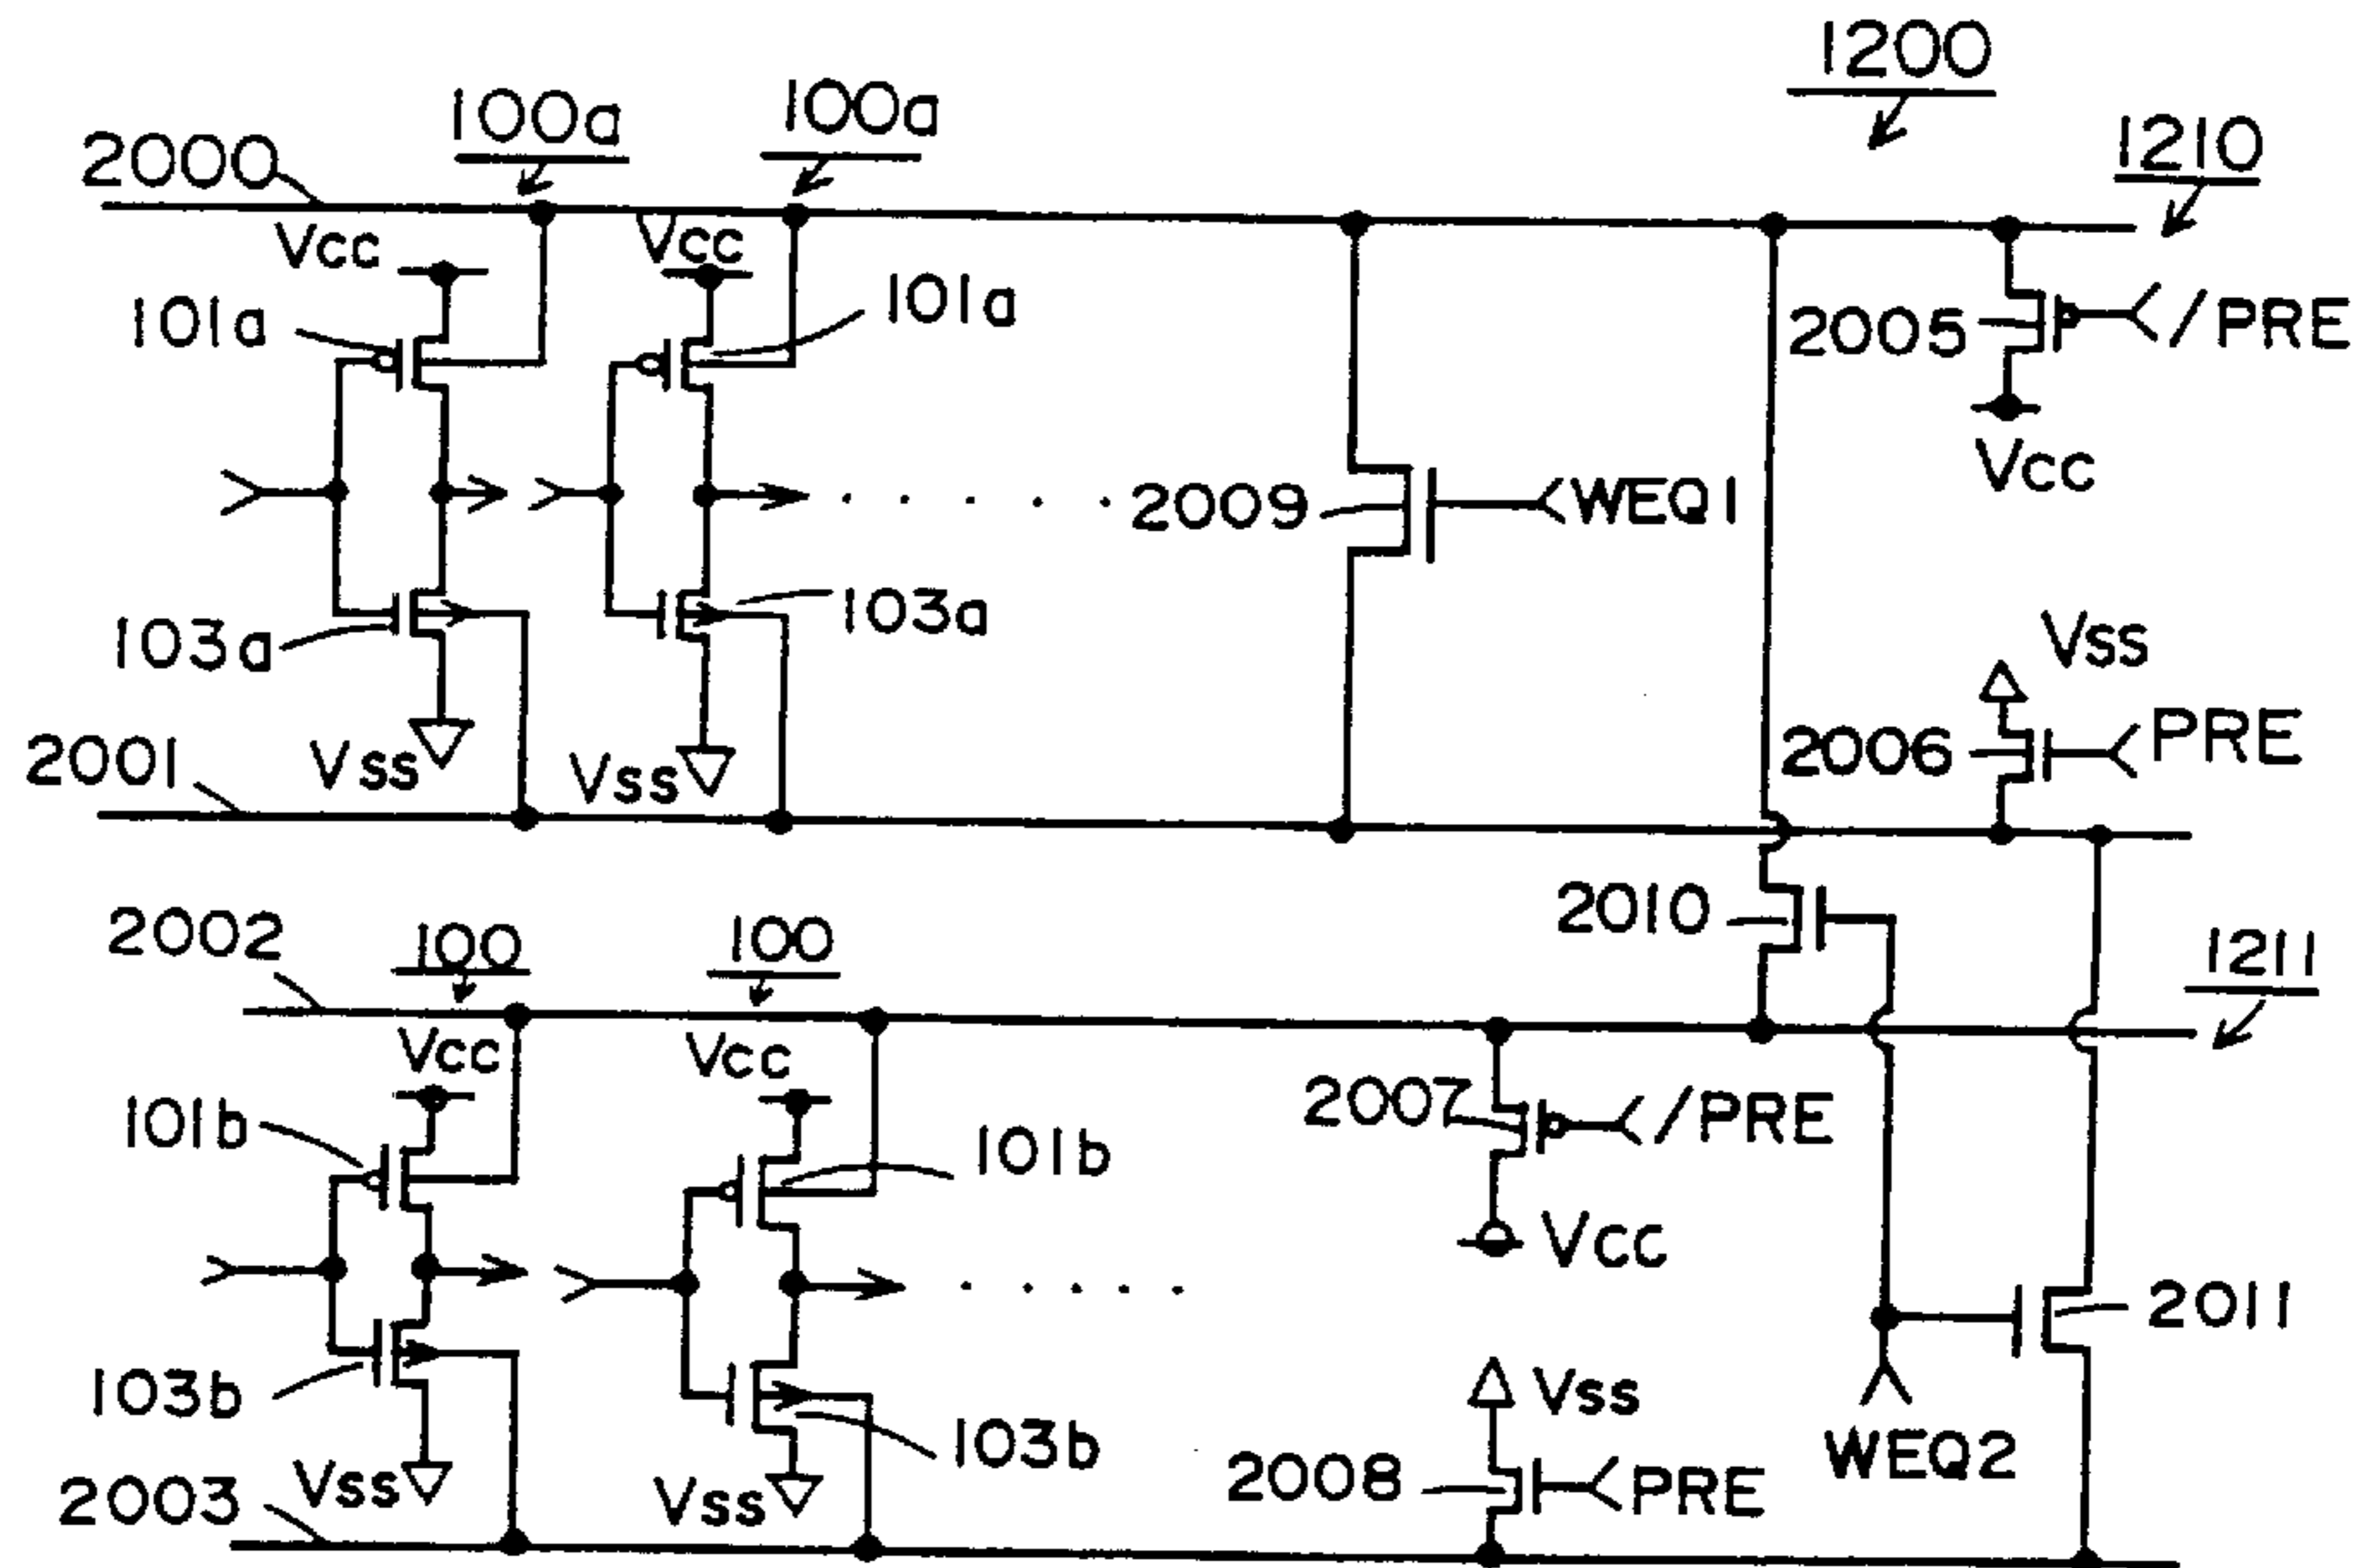 1200
100a 100a
1210
2000
Vcc Vcc
101a 101a
2005 /PRE
Vcc
2009 WEQ1
103a 103a
Vss
2006 PRE
2001 Vss Vss
2010
2002 100 100
1211
Vcc Vcc
2007 /PRE
101b 101b
Vcc
2011
103b 103b
Vss
WEQ2
2008 PRE
2003 Vss Vss